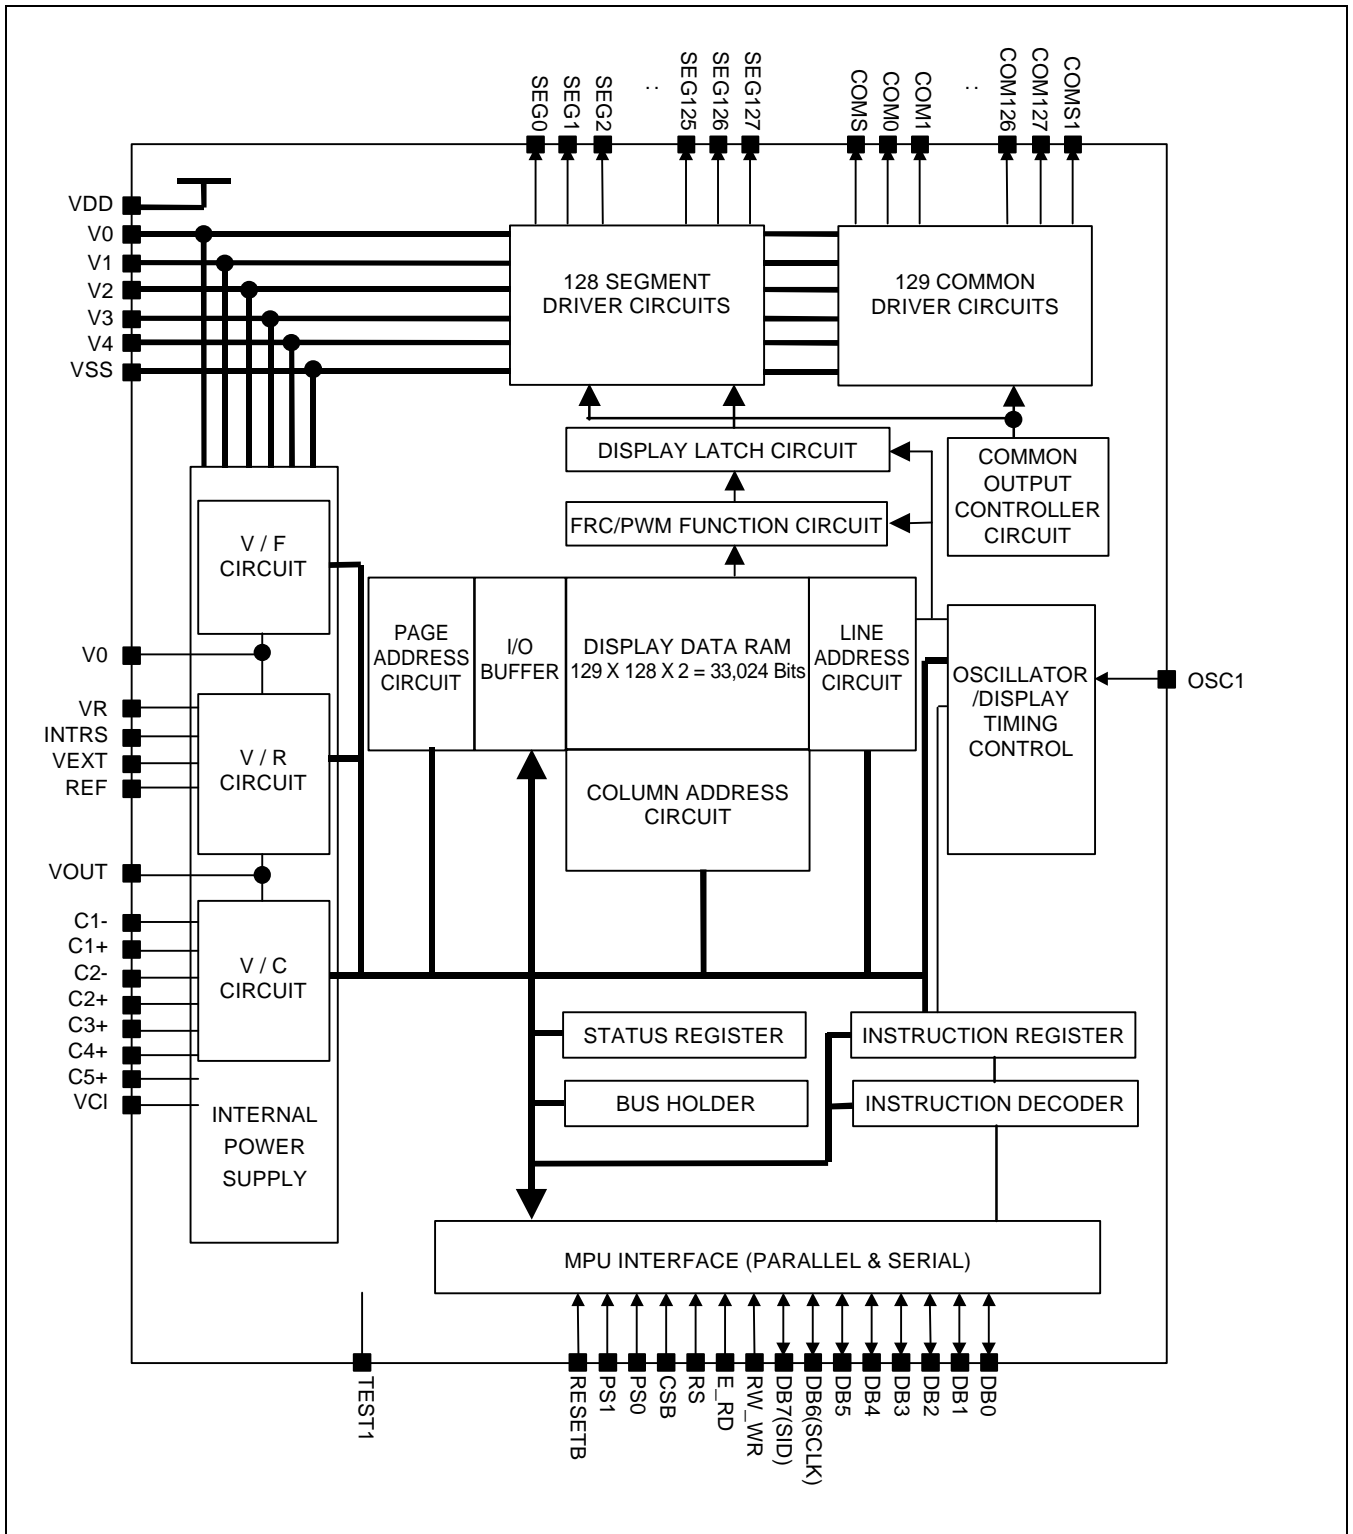 SEG0
SEG1
SEG2
..
SEG125
SEG126
SEG127
COMS
COM0
COM1
..
COM126
COM127
COMS1
VDD
V0
V1
V2
V3
V4
VSS
128 SEGMENT
DRIVER CIRCUITS
129 COMMON
DRIVER CIRCUITS
DISPLAY LATCH CIRCUIT
COMMON
OUTPUT
CONTROLLER
CIRCUIT
FRC/PWM FUNCTION CIRCUIT
V / F
CIRCUIT
PAGE
ADDRESS
CIRCUIT
I/O
BUFFER
DISPLAY DATA RAM
129 X 128 X 2 = 33,024 Bits
LINE
ADDRESS
CIRCUIT
OSCILLATOR
/DISPLAY
TIMING
CONTROL
OSC1
V0
VR
INTRS
VEXT
REF
V / R
CIRCUIT
COLUMN ADDRESS
CIRCUIT
VOUT
C1-
C1+
C2-
C2+
C3+
C4+
C5+
VCI
V / C
CIRCUIT
INTERNAL
POWER
SUPPLY
STATUS REGISTER
INSTRUCTION REGISTER
BUS HOLDER
INSTRUCTION DECODER
MPU INTERFACE (PARALLEL & SERIAL)
TEST1
RESETB
PS1
PS0
CSB
RS
E_RD
RW_WR
DB7(SID)
DB6(SCLK)
DB5
DB4
DB3
DB2
DB1
DB0